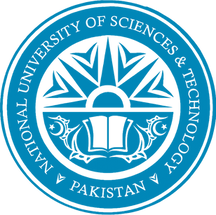 NATIONAL UNIVERSITY OF SCIENCES & TECHNOLOGY
PAKISTAN